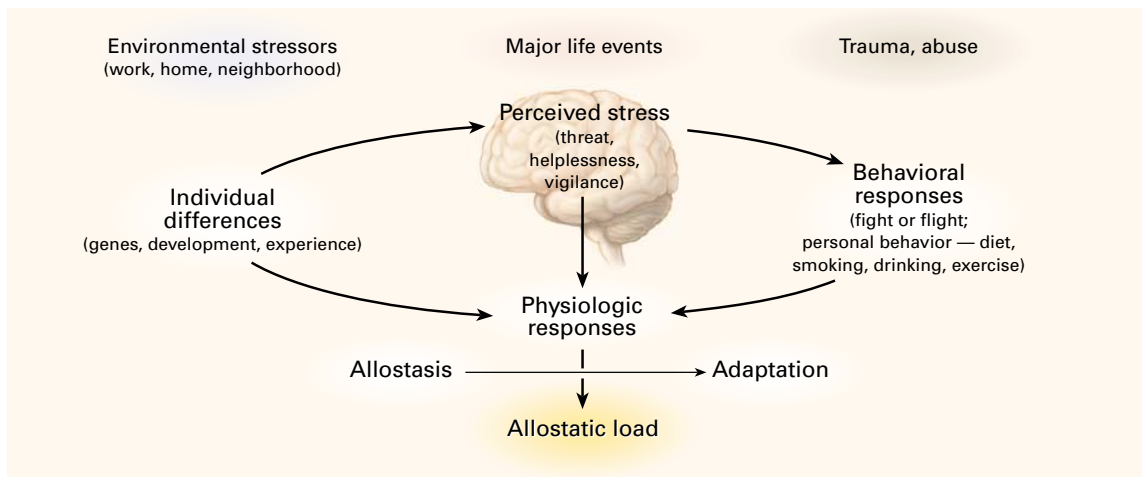 Environmental stressors
(work, home, neighborhood)
Major life events
Trauma, abuse
Perceived stress
(threat,
helplessness,
vigilance)
Individual
differences
(genes, development, experience)
Behavioral
responses
(fight or flight;
personal behavior — diet,
smoking, drinking, exercise)
Physiologic
responses
Allostasis
Adaptation
Allostatic load